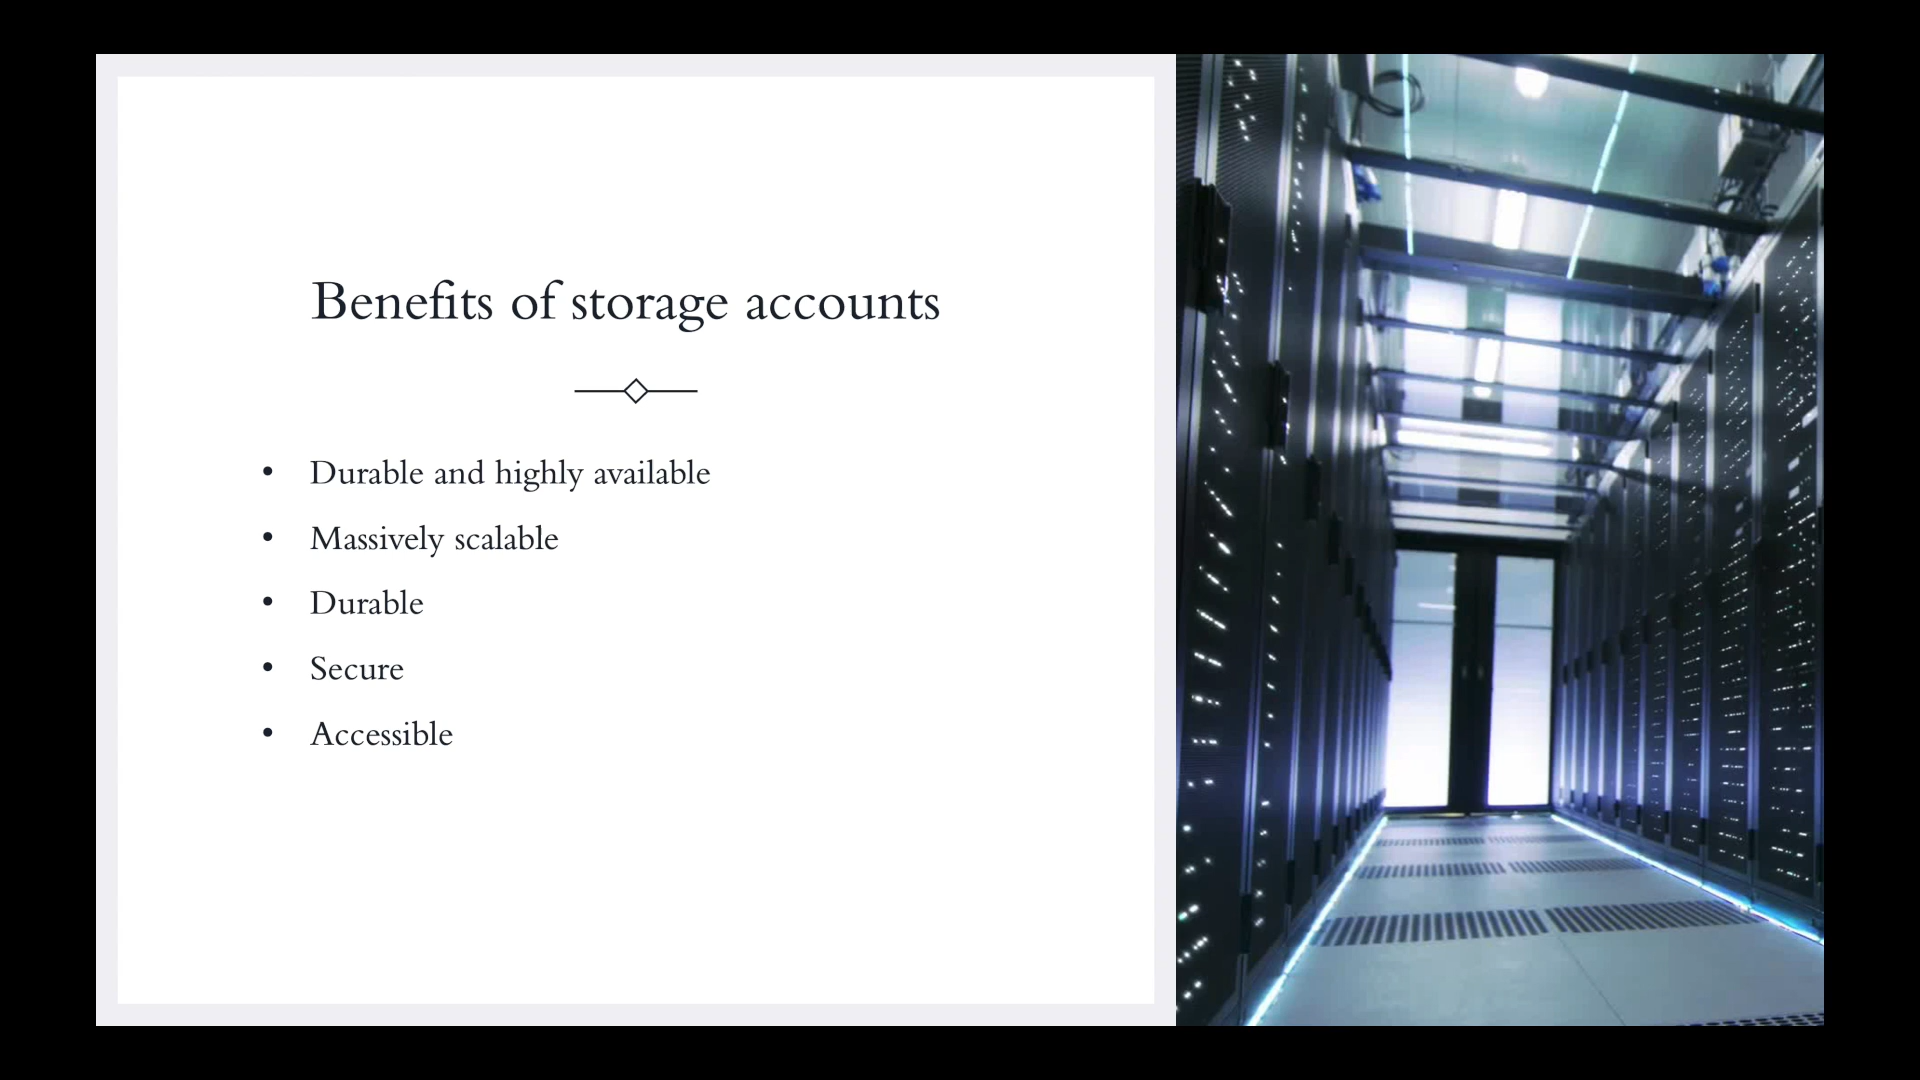 Benefits of storage accounts
• Durable and highly available
• Massively scalable
• Durable
• Secure
• Accessible